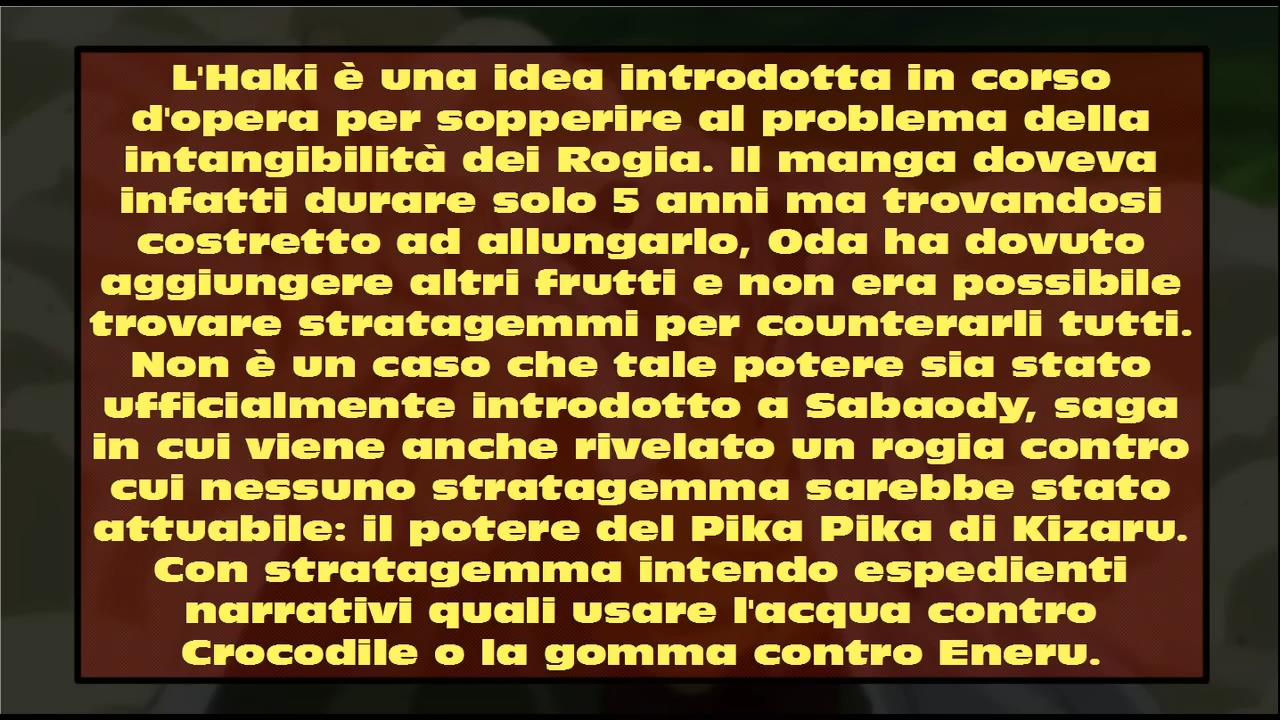 L'Haki è una idea introdotta in corso
d'opera per sopperire al problema della
intangibilità dei Rogia. Il manga doveva
infatti durare solo 5 anni ma trovandosi
costretto ad allungarlo, Oda ha dovuto
aggiungere altri frutti e non era possibile
trovare stratagemmi per counterarli tutti.
Non è un caso che tale potere sia stato
ufficialmente introdotto a Sabaody, saga
in cui viene anche rivelato un rogia contro
cui nessuno stratagemma sarebbe stato
attuabile: il potere del Pika Pika di Kizaru.
Con stratagemma intendo espedienti
narrativi quali usare l'acqua contro
Crocodile o la gomma contro Eneru.